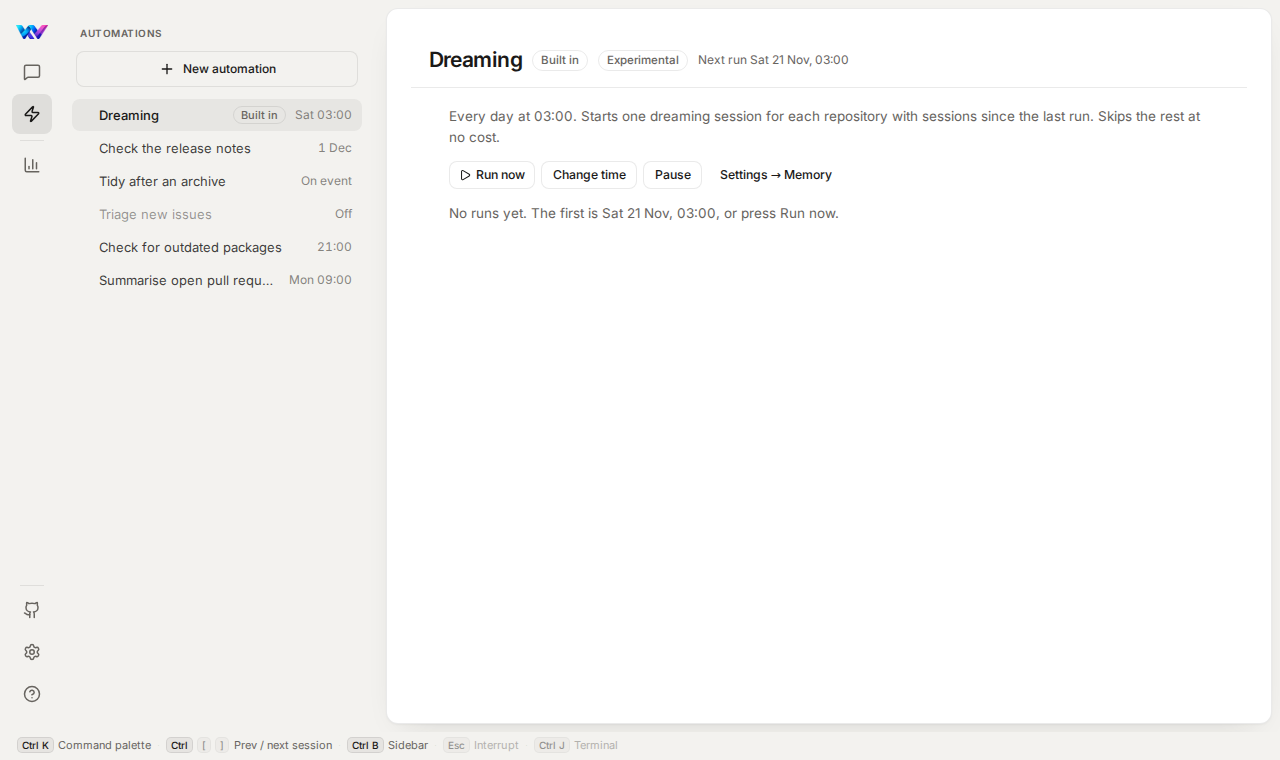 AUTOMATIONS
New automation
Dreaming Built in Sat 03:00
Check the release notes 1 Dec
Tidy after an archive On event
Triage new issues Off
Check for outdated packages 21:00
Summarise open pull requ... Mon 09:00
Dreaming Built in Experimental Next run Sat 21 Nov, 03:00
Every day at 03:00. Starts one dreaming session for each repository with sessions since the last run. Skips the rest at
no cost.
Run now Change time Pause Settings → Memory
No runs yet. The first is Sat 21 Nov, 03:00, or press Run now.
Ctrl K Command palette Ctrl [ ] Prev / next session Ctrl B Sidebar Esc Interrupt Ctrl J Terminal